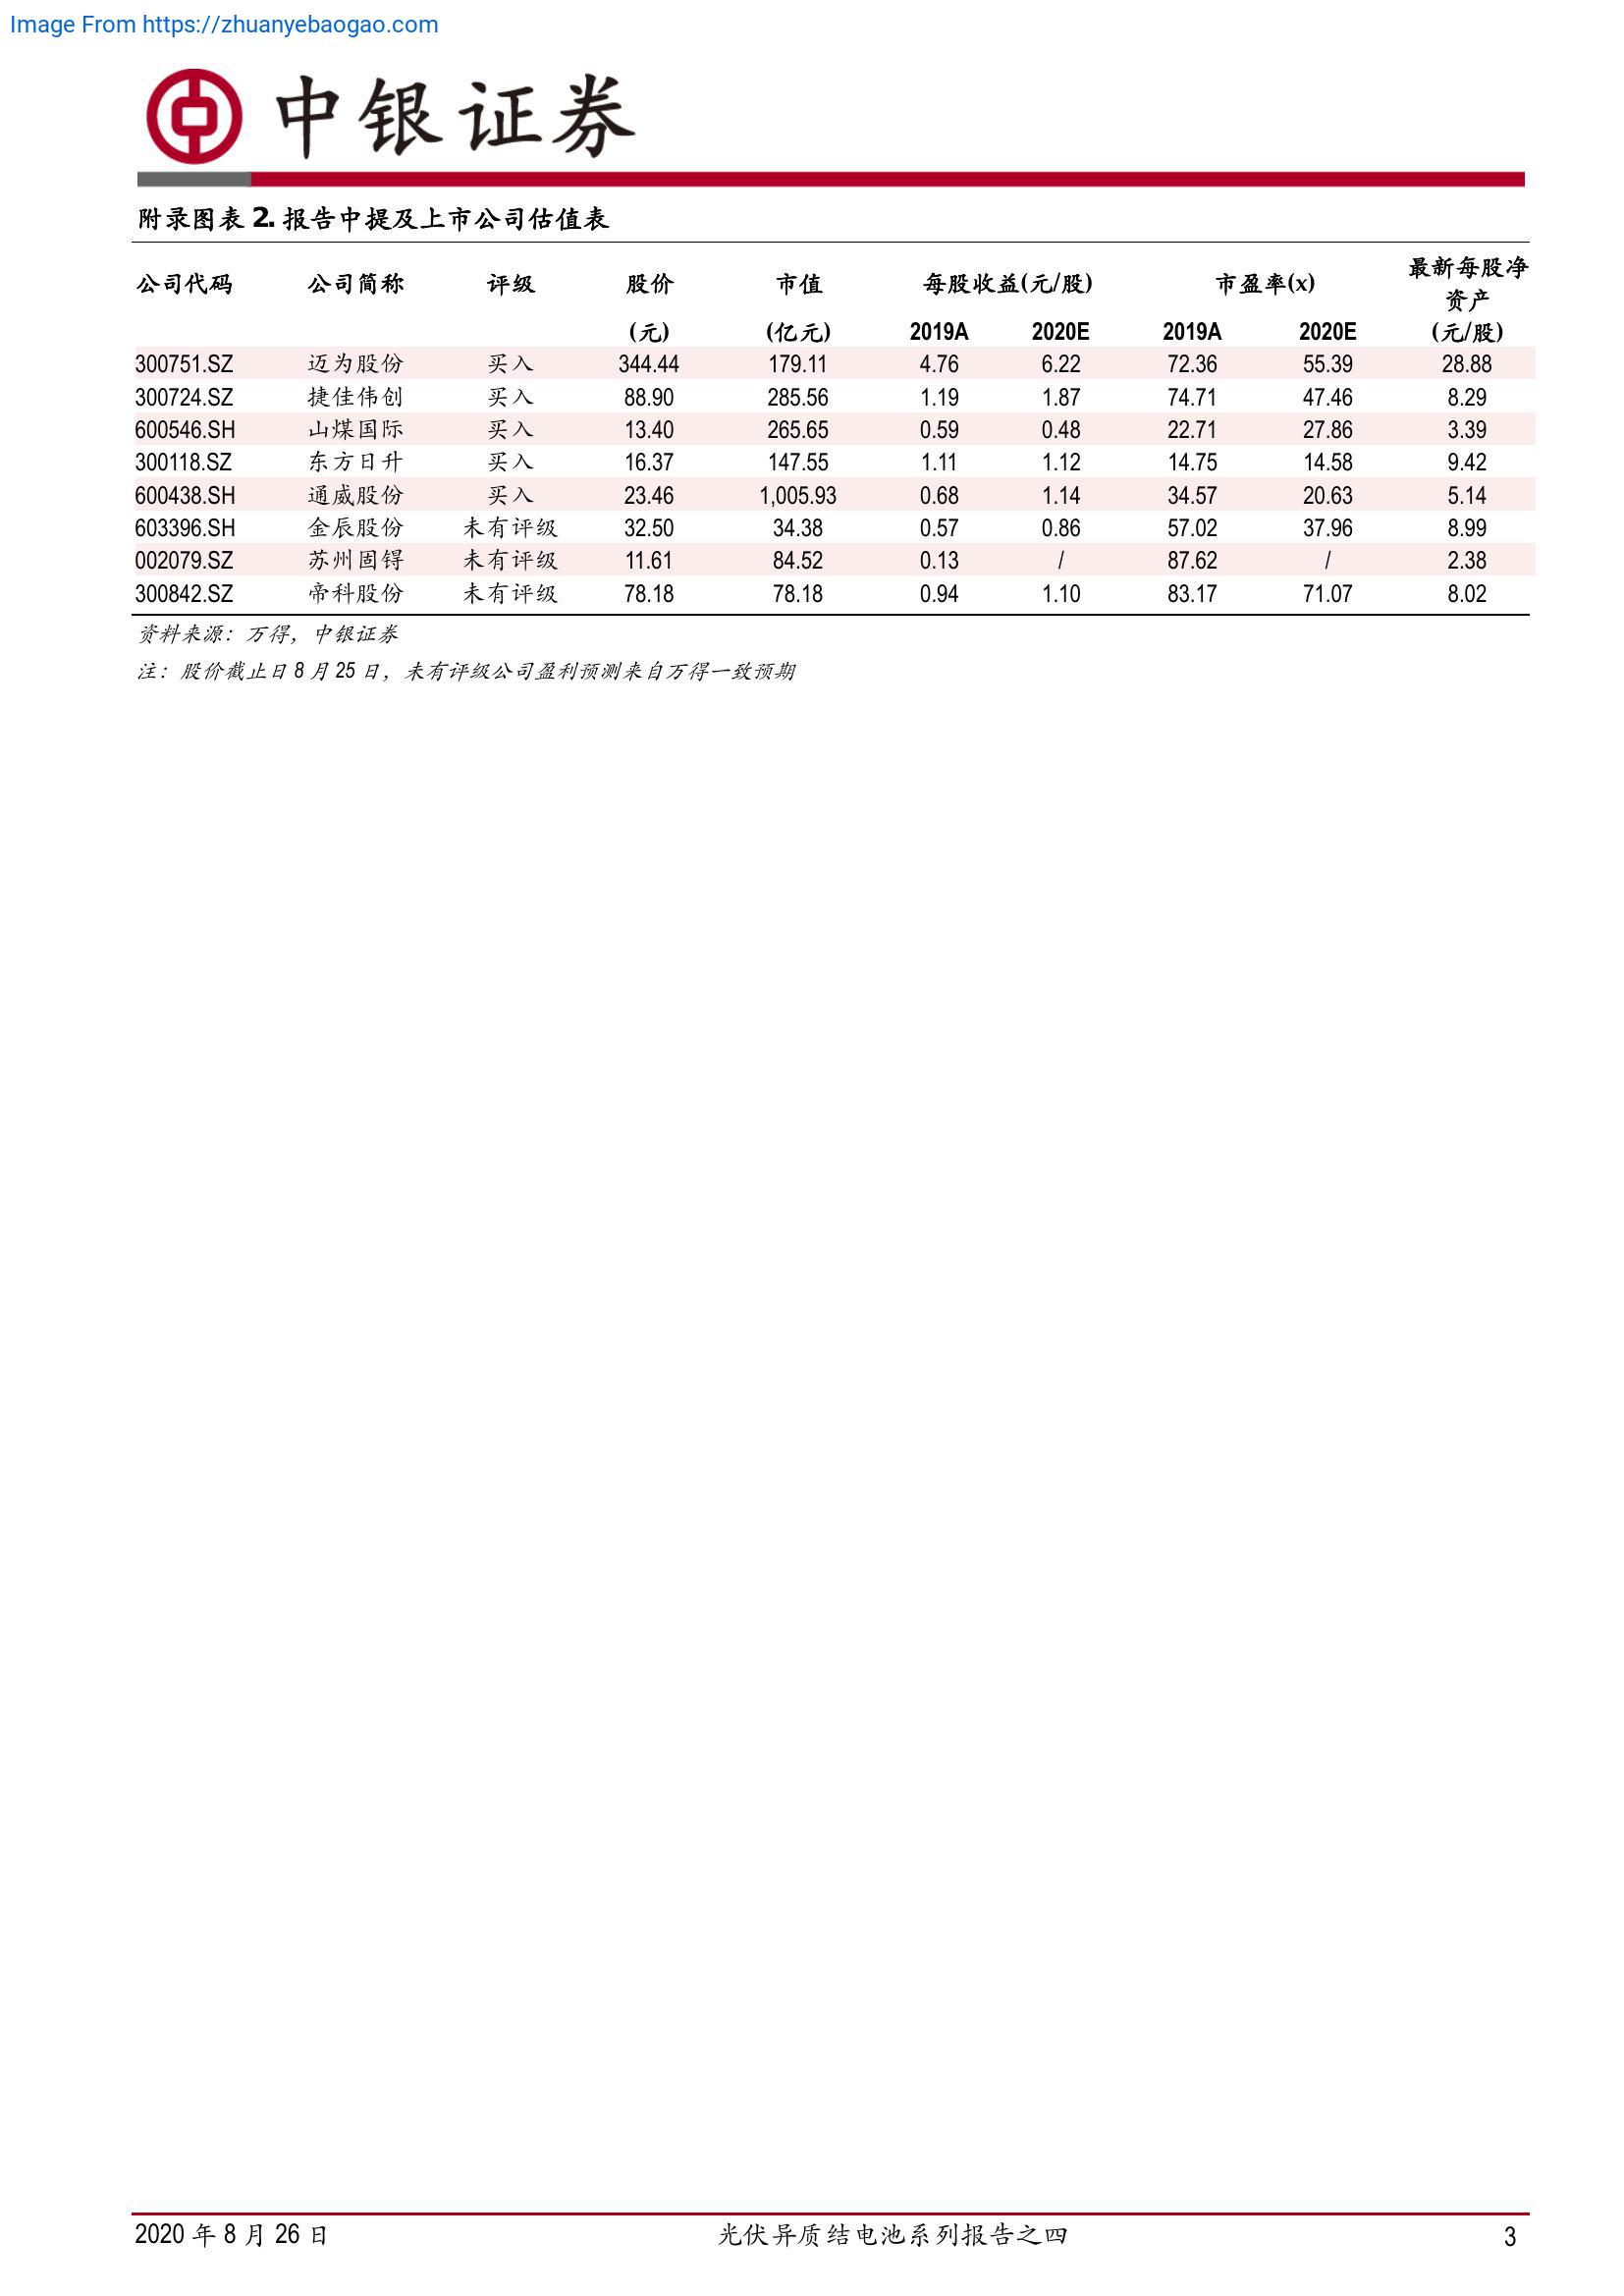 Image From https://zhuanyebaogao.com
中银证券
附录图表 2. 报告中提及上市公司估值表
公司代码 公司简称 评级 股价 市值 每股收益(元/股) 市盈率(x) 最新每股净
资产
(元) (亿元) 2019A 2020E 2019A 2020E (元/股)
300751.SZ 迈为股份 买入 344.44 179.11 4.76 6.22 72.36 55.39 28.88
300724.SZ 捷佳伟创 买入 88.90 285.56 1.19 1.87 74.71 47.46 8.29
600546.SH 山煤国际 买入 13.40 265.65 0.59 0.48 22.71 27.86 3.39
300118.SZ 东方日升 买入 16.37 147.55 1.11 1.12 14.75 14.58 9.42
600438.SH 通威股份 买入 23.46 1,005.93 0.68 1.14 34.57 20.63 5.14
603396.SH 金辰股份 未有评级 32.50 34.38 0.57 0.86 57.02 37.96 8.99
002079.SZ 苏州固锝 未有评级 11.61 84.52 0.13 / 87.62 / 2.38
300842.SZ 帝科股份 未有评级 78.18 78.18 0.94 1.10 83.17 71.07 8.02
资料来源：万得，中银证券
注：股价截止日 8 月 25 日，未有评级公司盈利预测来自万得一致预期
2020 年 8 月 26 日 光伏异质结电池系列报告之四 3